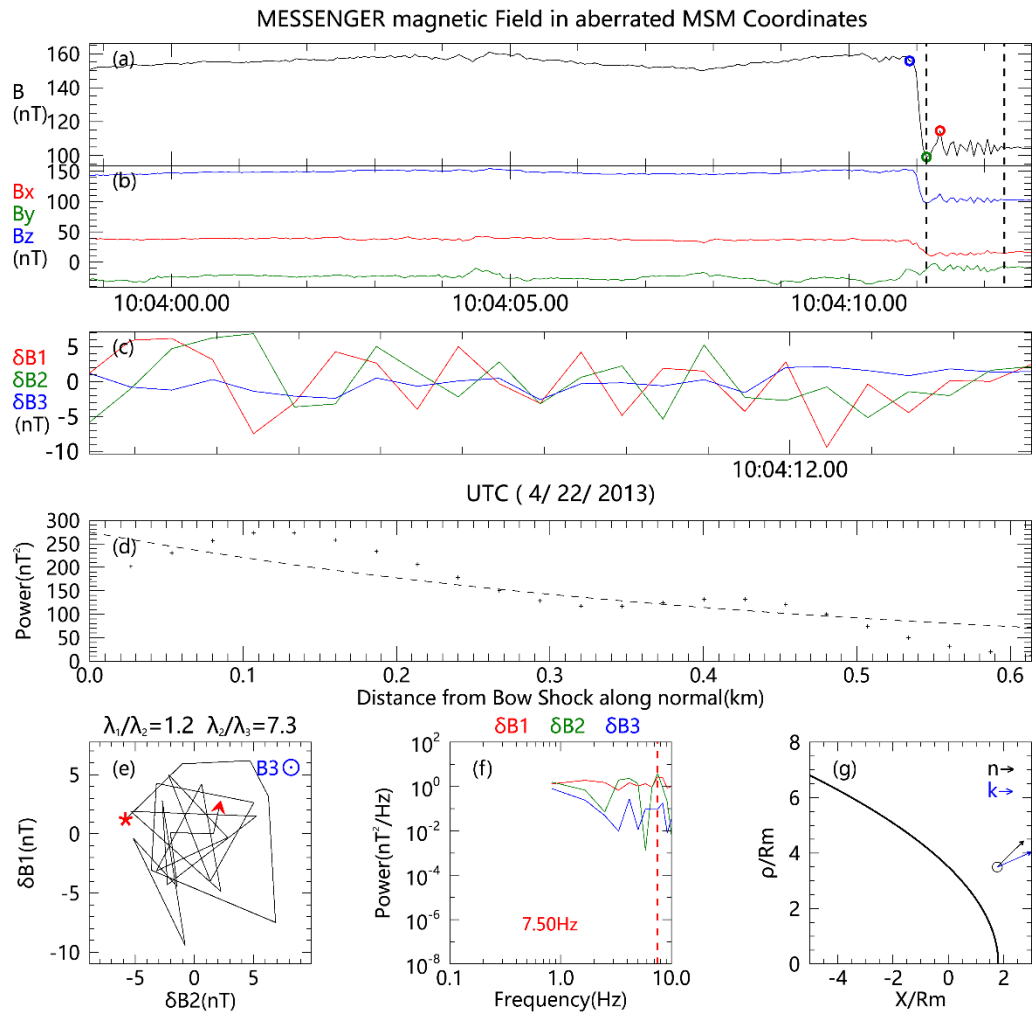 MESSENGER magnetic Field in aberrated MSM Coordinates
(a)
B
(nT)
160
140
120
100
(b)
Bx
By
Bz
(nT)
150
100
50
0
10:04:00.00 10:04:05.00 10:04:10.00
(c)
δB1
δB2
δB3
(nT)
5
0
-5
-10
10:04:12.00
UTC ( 4/ 22/ 2013)
(d)
Power(nT²)
300
250
200
150
100
50
0
0.0 0.1 0.2 0.3 0.4 0.5 0.6
Distance from Bow Shock along normal(km)
λ₁/λ₂=1.2 λ₂/λ₃=7.3
(e)
B3
δB1(nT)
10
5
0
-5
-10
-5 0 5 10
δB2(nT)
δB1 δB2 δB3
(f)
Power(nT²/Hz)
10²
10⁰
10⁻²
10⁻⁴
10⁻⁶
10⁻⁸
7.50Hz
0.1 1.0 10.0
Frequency(Hz)
(g)
n→
k→
ρ/Rm
8
6
4
2
0
-4 -2 0 2
X/Rm